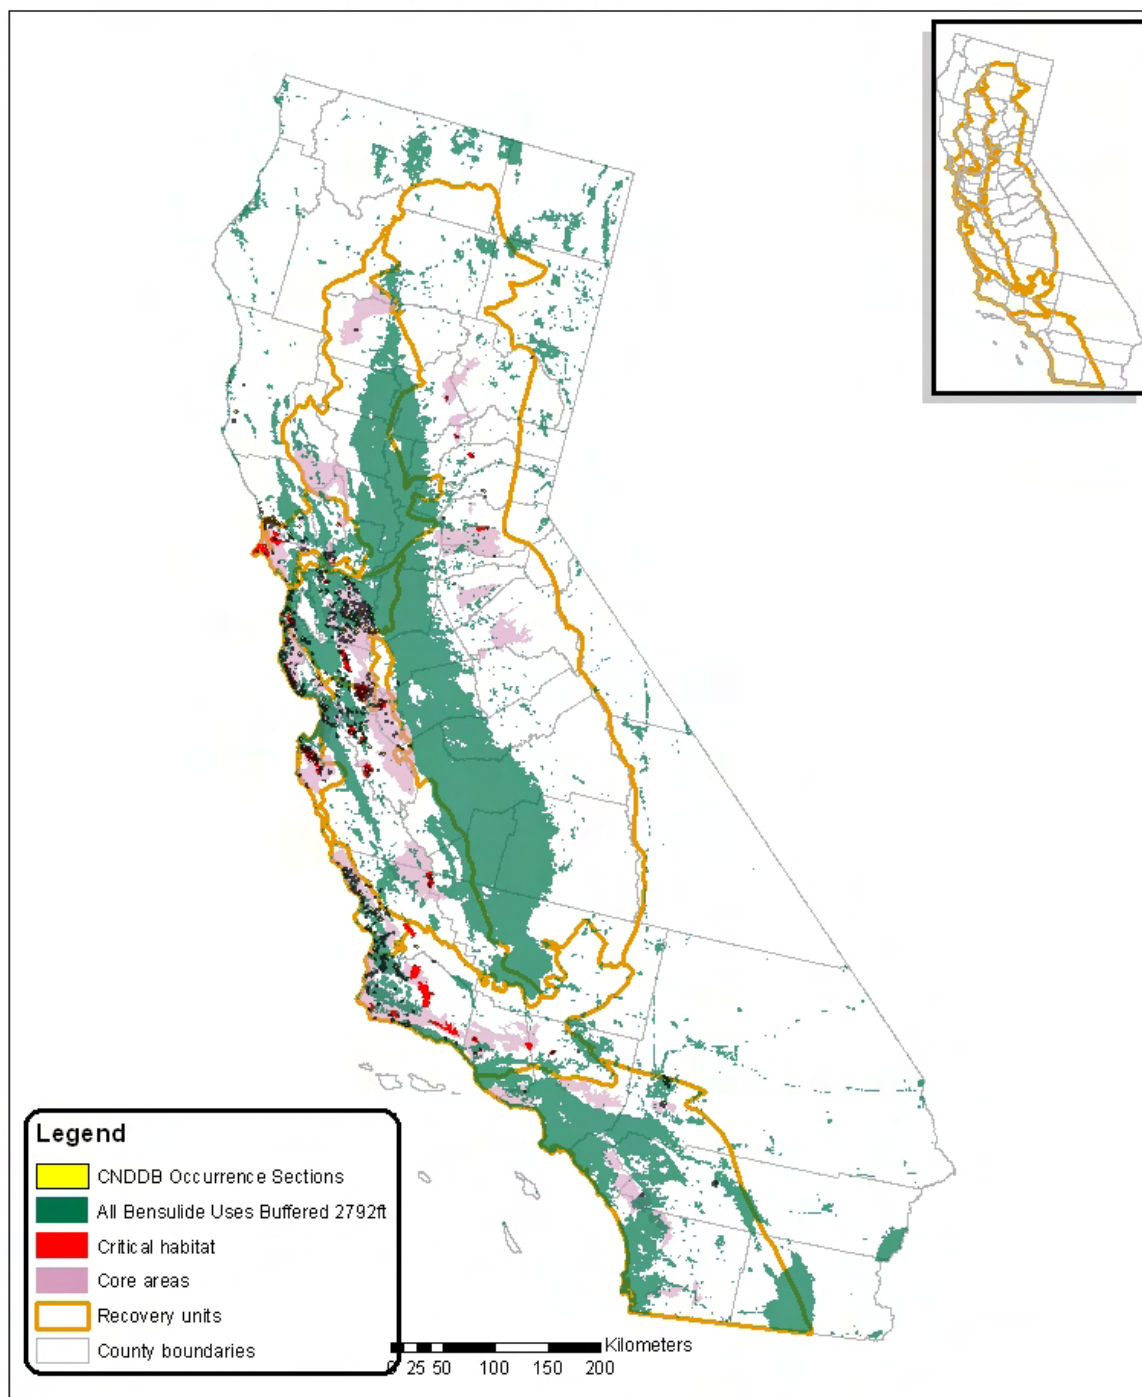 Legend
CNDDB Occurrence Sections
All Bensulide Uses Buffered 2792ft
Critical habitat
Core areas
Recovery units
County boundaries
Kilometers
0 25 50 100 150 200